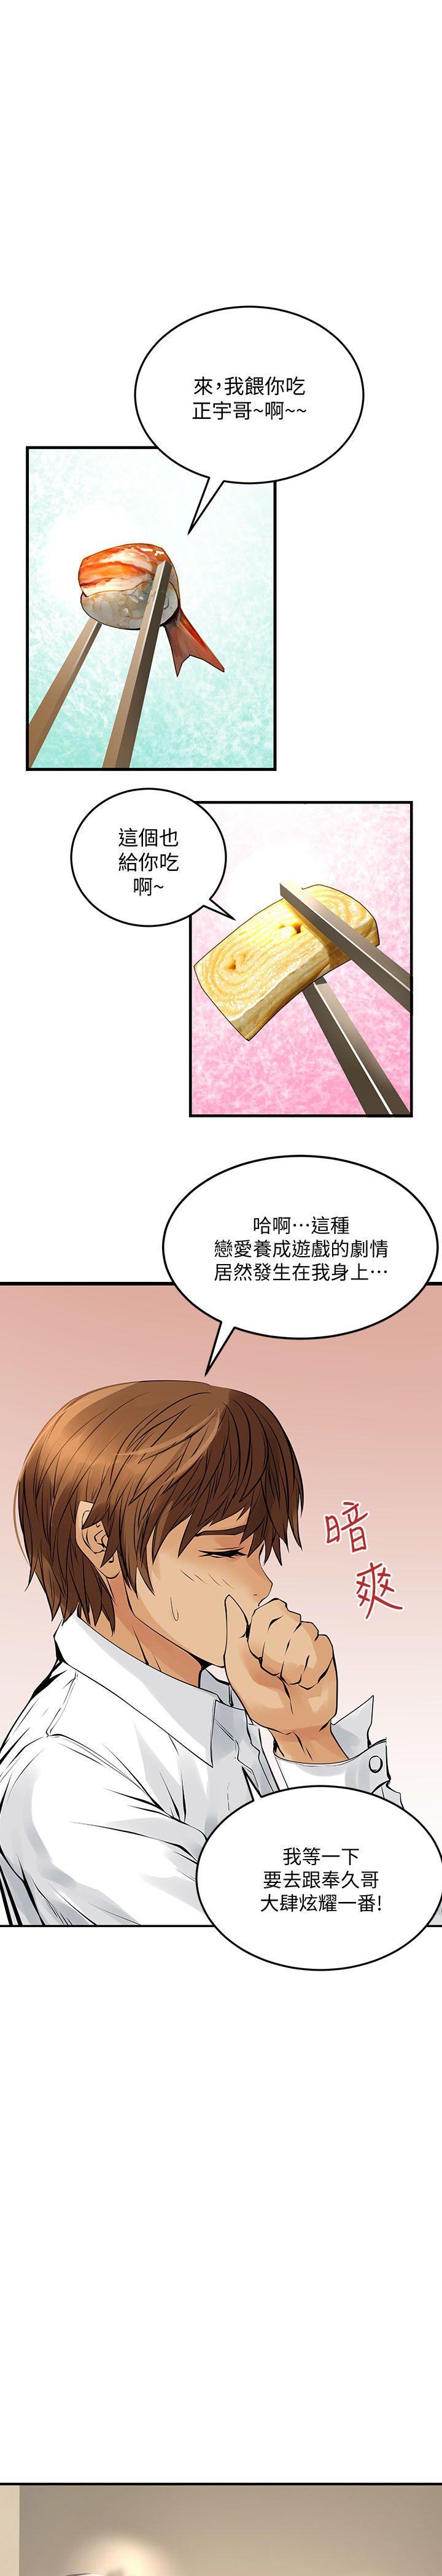 來,我餵你吃
正宇哥~啊~~
這個也
給你吃
啊~
哈啊…這種
戀愛養成遊戲的劇情
居然發生在我身上…
暗
爽
我等一下
要去跟奉久哥
大肆炫耀一番!